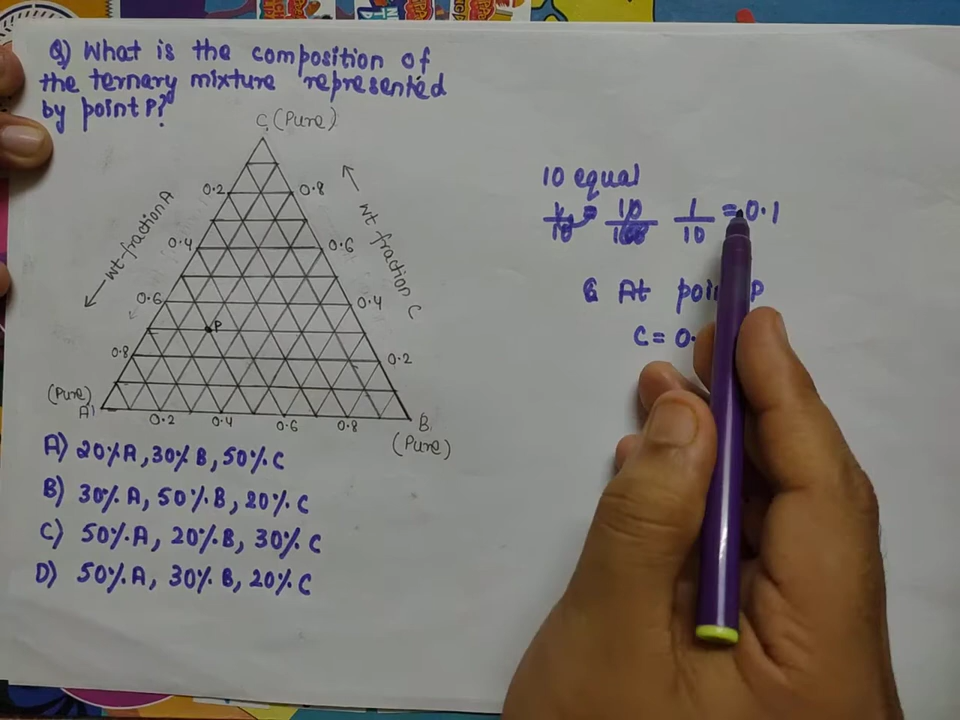 Q) What is the composition of
the ternary mixture represented
by point P?
C (Pure)
0.2
0.8
wt-fraction A
wt-fraction C
0.4
0.6
0.6
0.4
P
0.8
0.2
(Pure)
A
0.2 0.4 0.6 0.8
B
(Pure)
A) 20% A, 30% B, 50% C
B) 30% A, 50% B, 20% C
C) 50% A, 20% B, 30% C
D) 50% A, 30% B, 20% C
10 equal
1/10 = 10/100 1/10 = 0.1
At point P
C = 0.